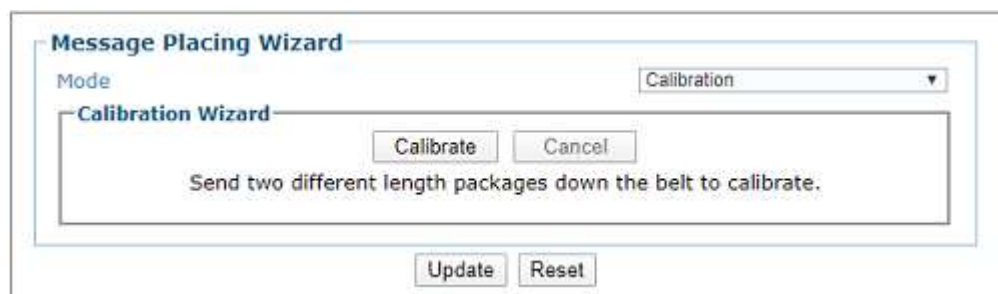 Message Placing Wizard
Mode Calibration
Calibration Wizard
Calibrate Cancel
Send two different length packages down the belt to calibrate.
Update Reset